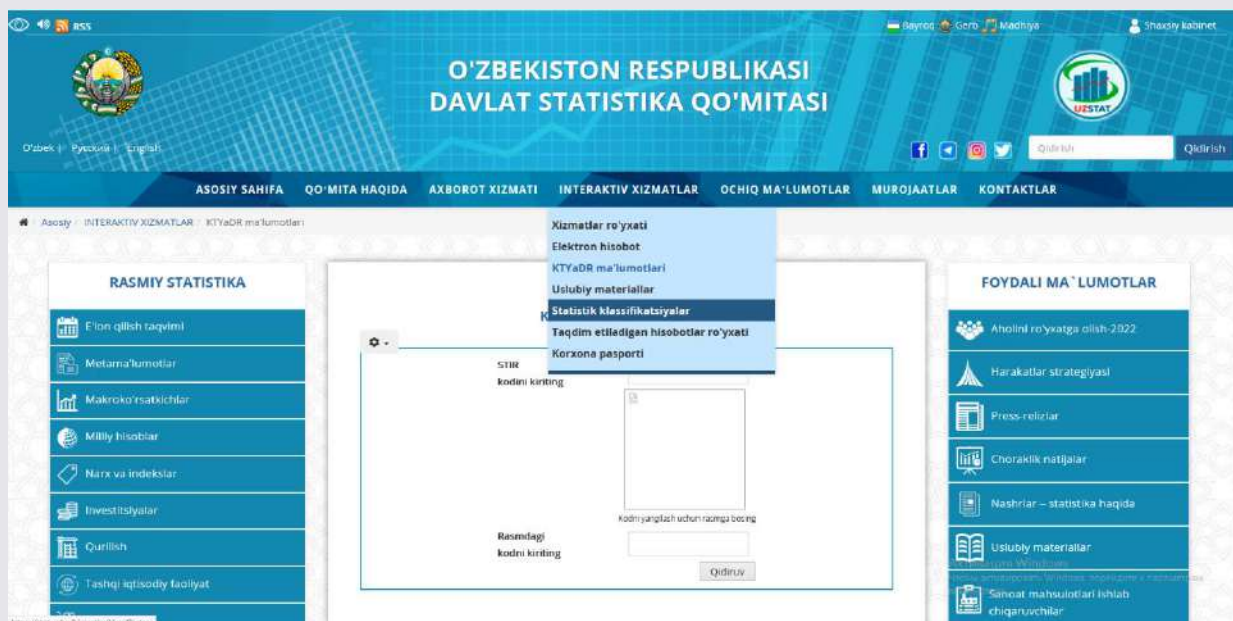 RSS
Bayroq Gerb Madhiya
Shaxsiy kabinet
O'ZBEKISTON RESPUBLIKASI
DAVLAT STATISTIKA QO'MITASI
UZSTAT
O'zbek | Русский | English
Qidirish
Qidirish
ASOSIY SAHIFA QO'MITA HAQIDA AXBOROT XIZMATI INTERAKTIV XIZMATLAR OCHIQ MA'LUMOTLAR MUROJAATLAR KONTAKTLAR
Asosiy / INTERAKTIV XIZMATLAR / KTYaDR ma'lumotlari
Xizmatlar ro'yxati
Elektron hisobot
KTYaDR ma'lumotlari
Uslubiy materiallar
Statistik klassifikatsiyalar
Taqdim etiladigan hisobotlar ro'yxati
Korxona pasporti
RASMIY STATISTIKA
E'lon qilish taqvimi
Metama'lumotlar
Makroko'rsatkichlar
Milliy hisoblar
Narx va indekslar
Investitsiyalar
Qurilish
Tashqi iqtisodiy faoliyat
STIR
kodini kiriting
Kodni yangilash uchun rasmga bosing
Rasmdagi
kodni kiriting
Qidiruv
FOYDALI MA`LUMOTLAR
Aholini ro'yxatga olish-2022
Harakatlar strategiyasi
Press-relizlar
Choraklik natijalar
Nashrlar – statistika haqida
Uslubiy materiallar
Sanoat mahsulotlari ishlab
chiqaruvchilar